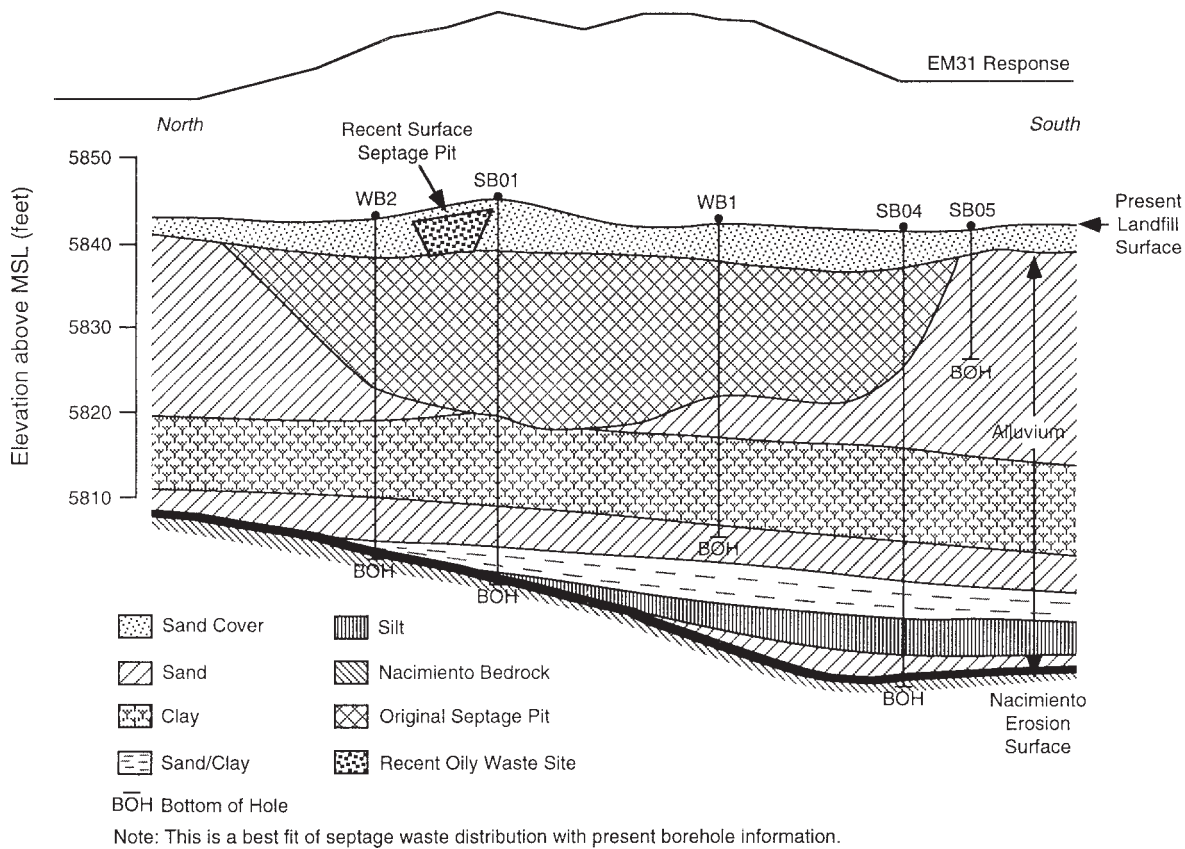 EM31 Response
North
South
Recent Surface
Septage Pit
Elevation above MSL (feet)
5850
5840
5830
5820
5810
WB2
SB01
WB1
SB04
SB05
Present
Landfill
Surface
BOH
Alluvium
BOH
BOH
BOH
BOH
Nacimiento
Erosion
Surface
Sand Cover
Silt
Sand
Nacimiento Bedrock
Clay
Original Septage Pit
Sand/Clay
Recent Oily Waste Site
BOH Bottom of Hole
Note: This is a best fit of septage waste distribution with present borehole information.